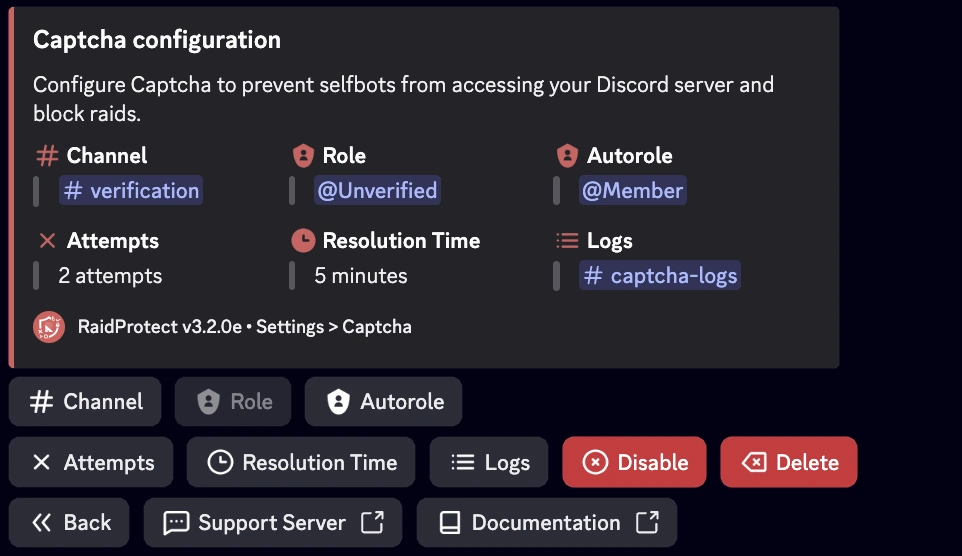 Captcha configuration
Configure Captcha to prevent selfbots from accessing your Discord server and
block raids.
Channel Role Autorole
# verification @Unverified @Member
Attempts Resolution Time Logs
2 attempts 5 minutes # captcha-logs
RaidProtect v3.2.0e • Settings > Captcha
Channel Role Autorole
Attempts Resolution Time Logs Disable Delete
Back Support Server Documentation